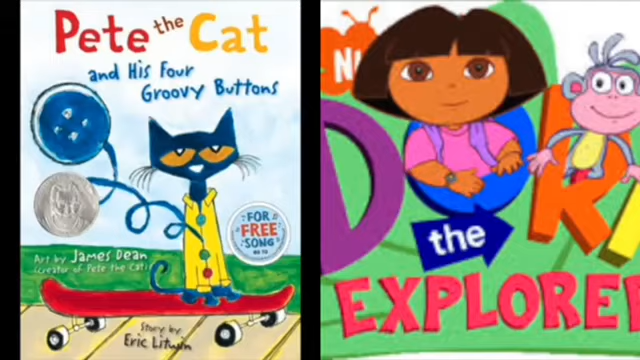 Pete the Cat
and His Four
Groovy Buttons
FOR
FREE
SONG
Art by James Dean
(creator of Pete the Cat)
Story by
Eric Litwin
DOR
the
EXPLORE